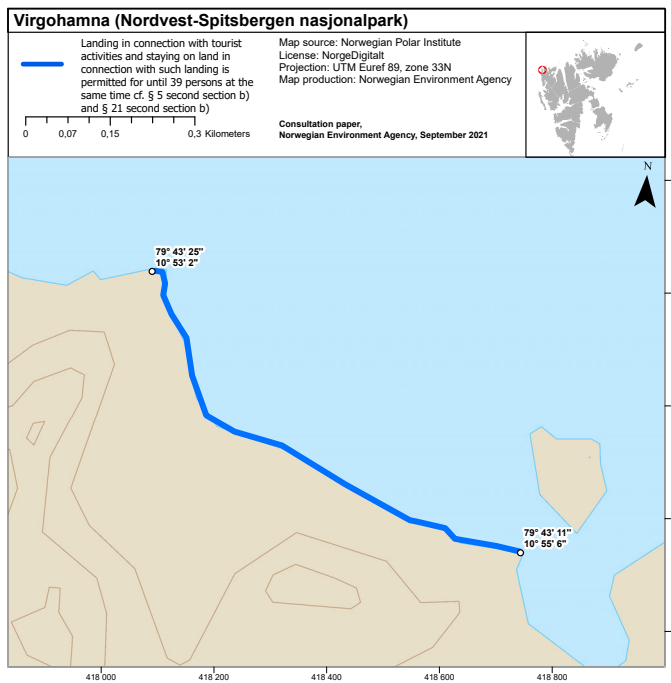 Virgohamna (Nordvest-Spitsbergen nasjonalpark)
Landing in connection with tourist
activities and staying on land in
connection with such landing is
permitted for until 39 persons at the
same time cf. § 5 second section b)
and § 21 second section b)
0 0,07 0,15 0,3 Kilometers
Map source: Norwegian Polar Institute
License: NorgeDigitalt
Projection: UTM Euref 89, zone 33N
Map production: Norwegian Environment Agency
Consultation paper,
Norwegian Environment Agency, September 2021
N
79° 43' 25"
10° 53' 2"
79° 43' 11"
10° 55' 6"
418 000 418 200 418 400 418 600 418 800